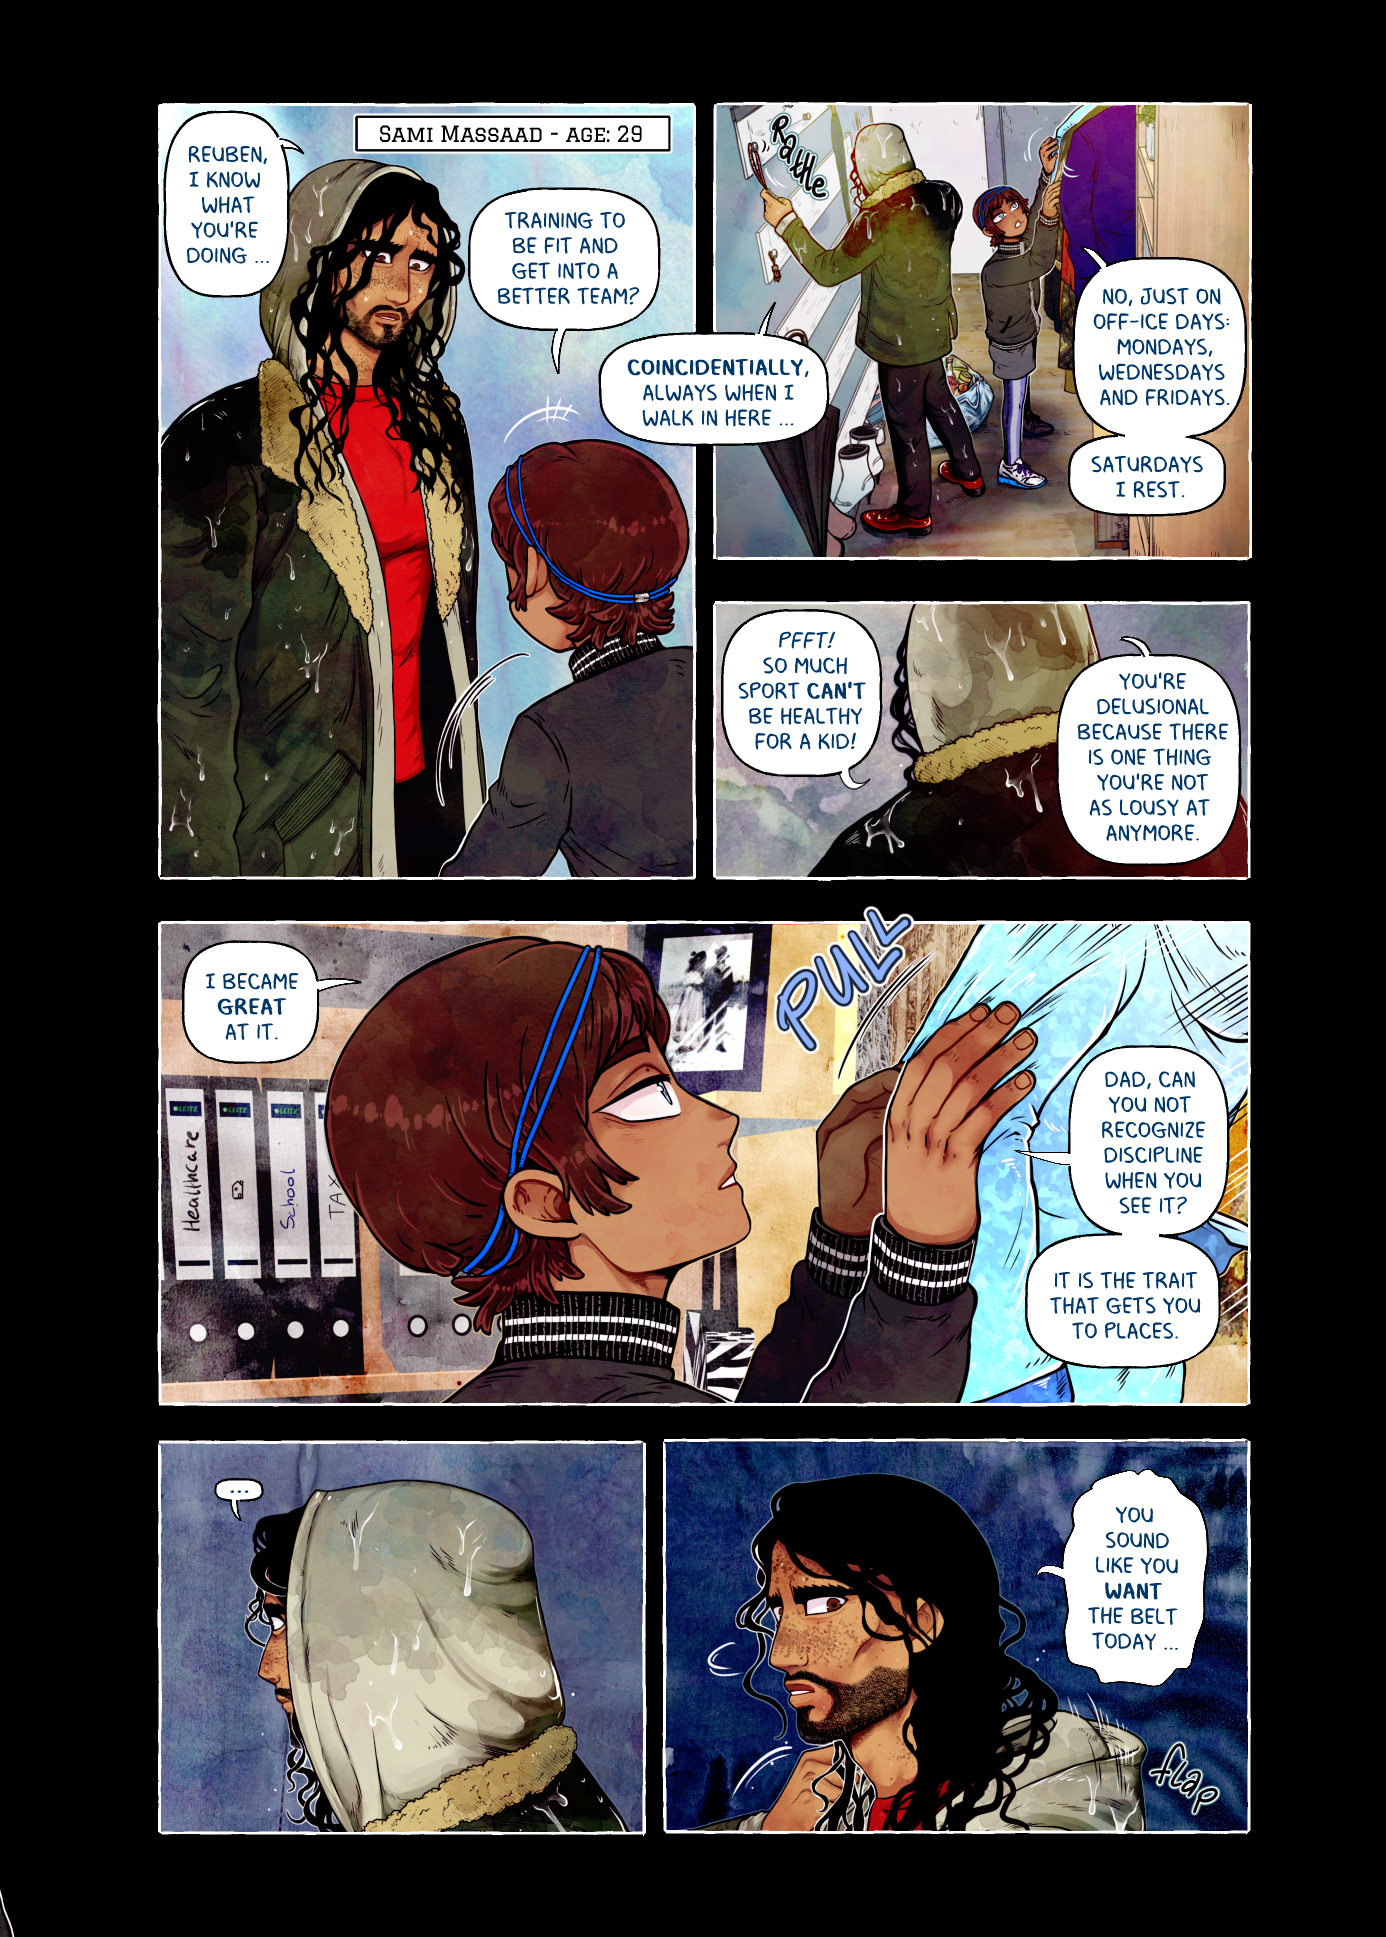 SAMI MASSAAD - AGE: 29
REUBEN,
I KNOW
WHAT
YOU'RE
DOING ...
TRAINING TO
BE FIT AND
GET INTO A
BETTER TEAM?
Rattle
COINCIDENTIALLY,
ALWAYS WHEN I
WALK IN HERE ...
NO, JUST ON
OFF-ICE DAYS:
MONDAYS,
WEDNESDAYS
AND FRIDAYS.
SATURDAYS
I REST.
PFFT!
SO MUCH
SPORT CAN'T
BE HEALTHY
FOR A KID!
YOU'RE
DELUSIONAL
BECAUSE THERE
IS ONE THING
YOU'RE NOT
AS LOUSY AT
ANYMORE.
I BECAME
GREAT
AT IT.
PULL
LEITZ
LEITZ
LEITZ
Healthcare
School
TAX
DAD, CAN
YOU NOT
RECOGNIZE
DISCIPLINE
WHEN YOU
SEE IT?
IT IS THE TRAIT
THAT GETS YOU
TO PLACES.
...
YOU
SOUND
LIKE YOU
WANT
THE BELT
TODAY ...
flap